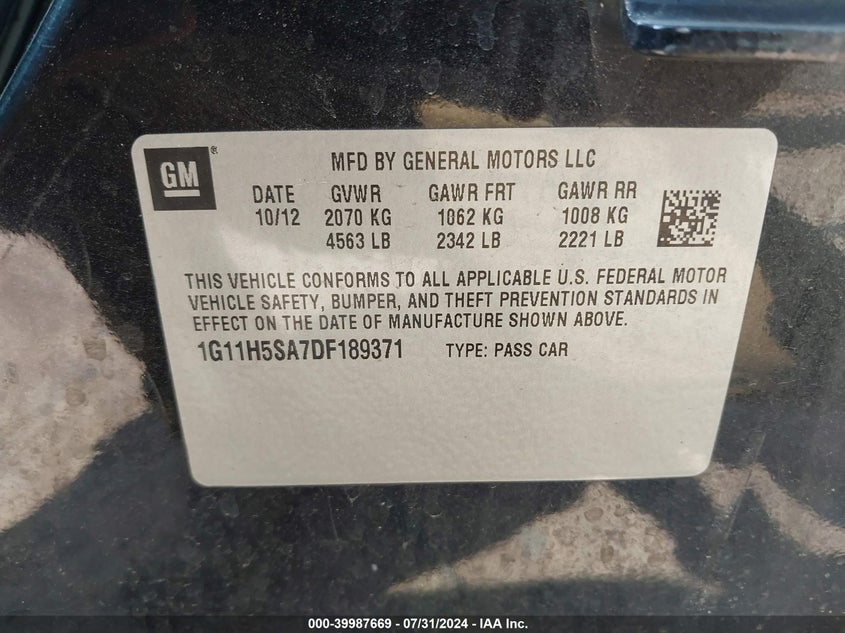 GM®
MFD BY GENERAL MOTORS LLC
DATE GVWR GAWR FRT GAWR RR
10/12 2070 KG 1062 KG 1008 KG
4563 LB 2342 LB 2221 LB
THIS VEHICLE CONFORMS TO ALL APPLICABLE U.S. FEDERAL MOTOR
VEHICLE SAFETY, BUMPER, AND THEFT PREVENTION STANDARDS IN
EFFECT ON THE DATE OF MANUFACTURE SHOWN ABOVE.
1G11H5SA7DF189371 TYPE: PASS CAR
000-39987669 - 07/31/2024 - IAA Inc.